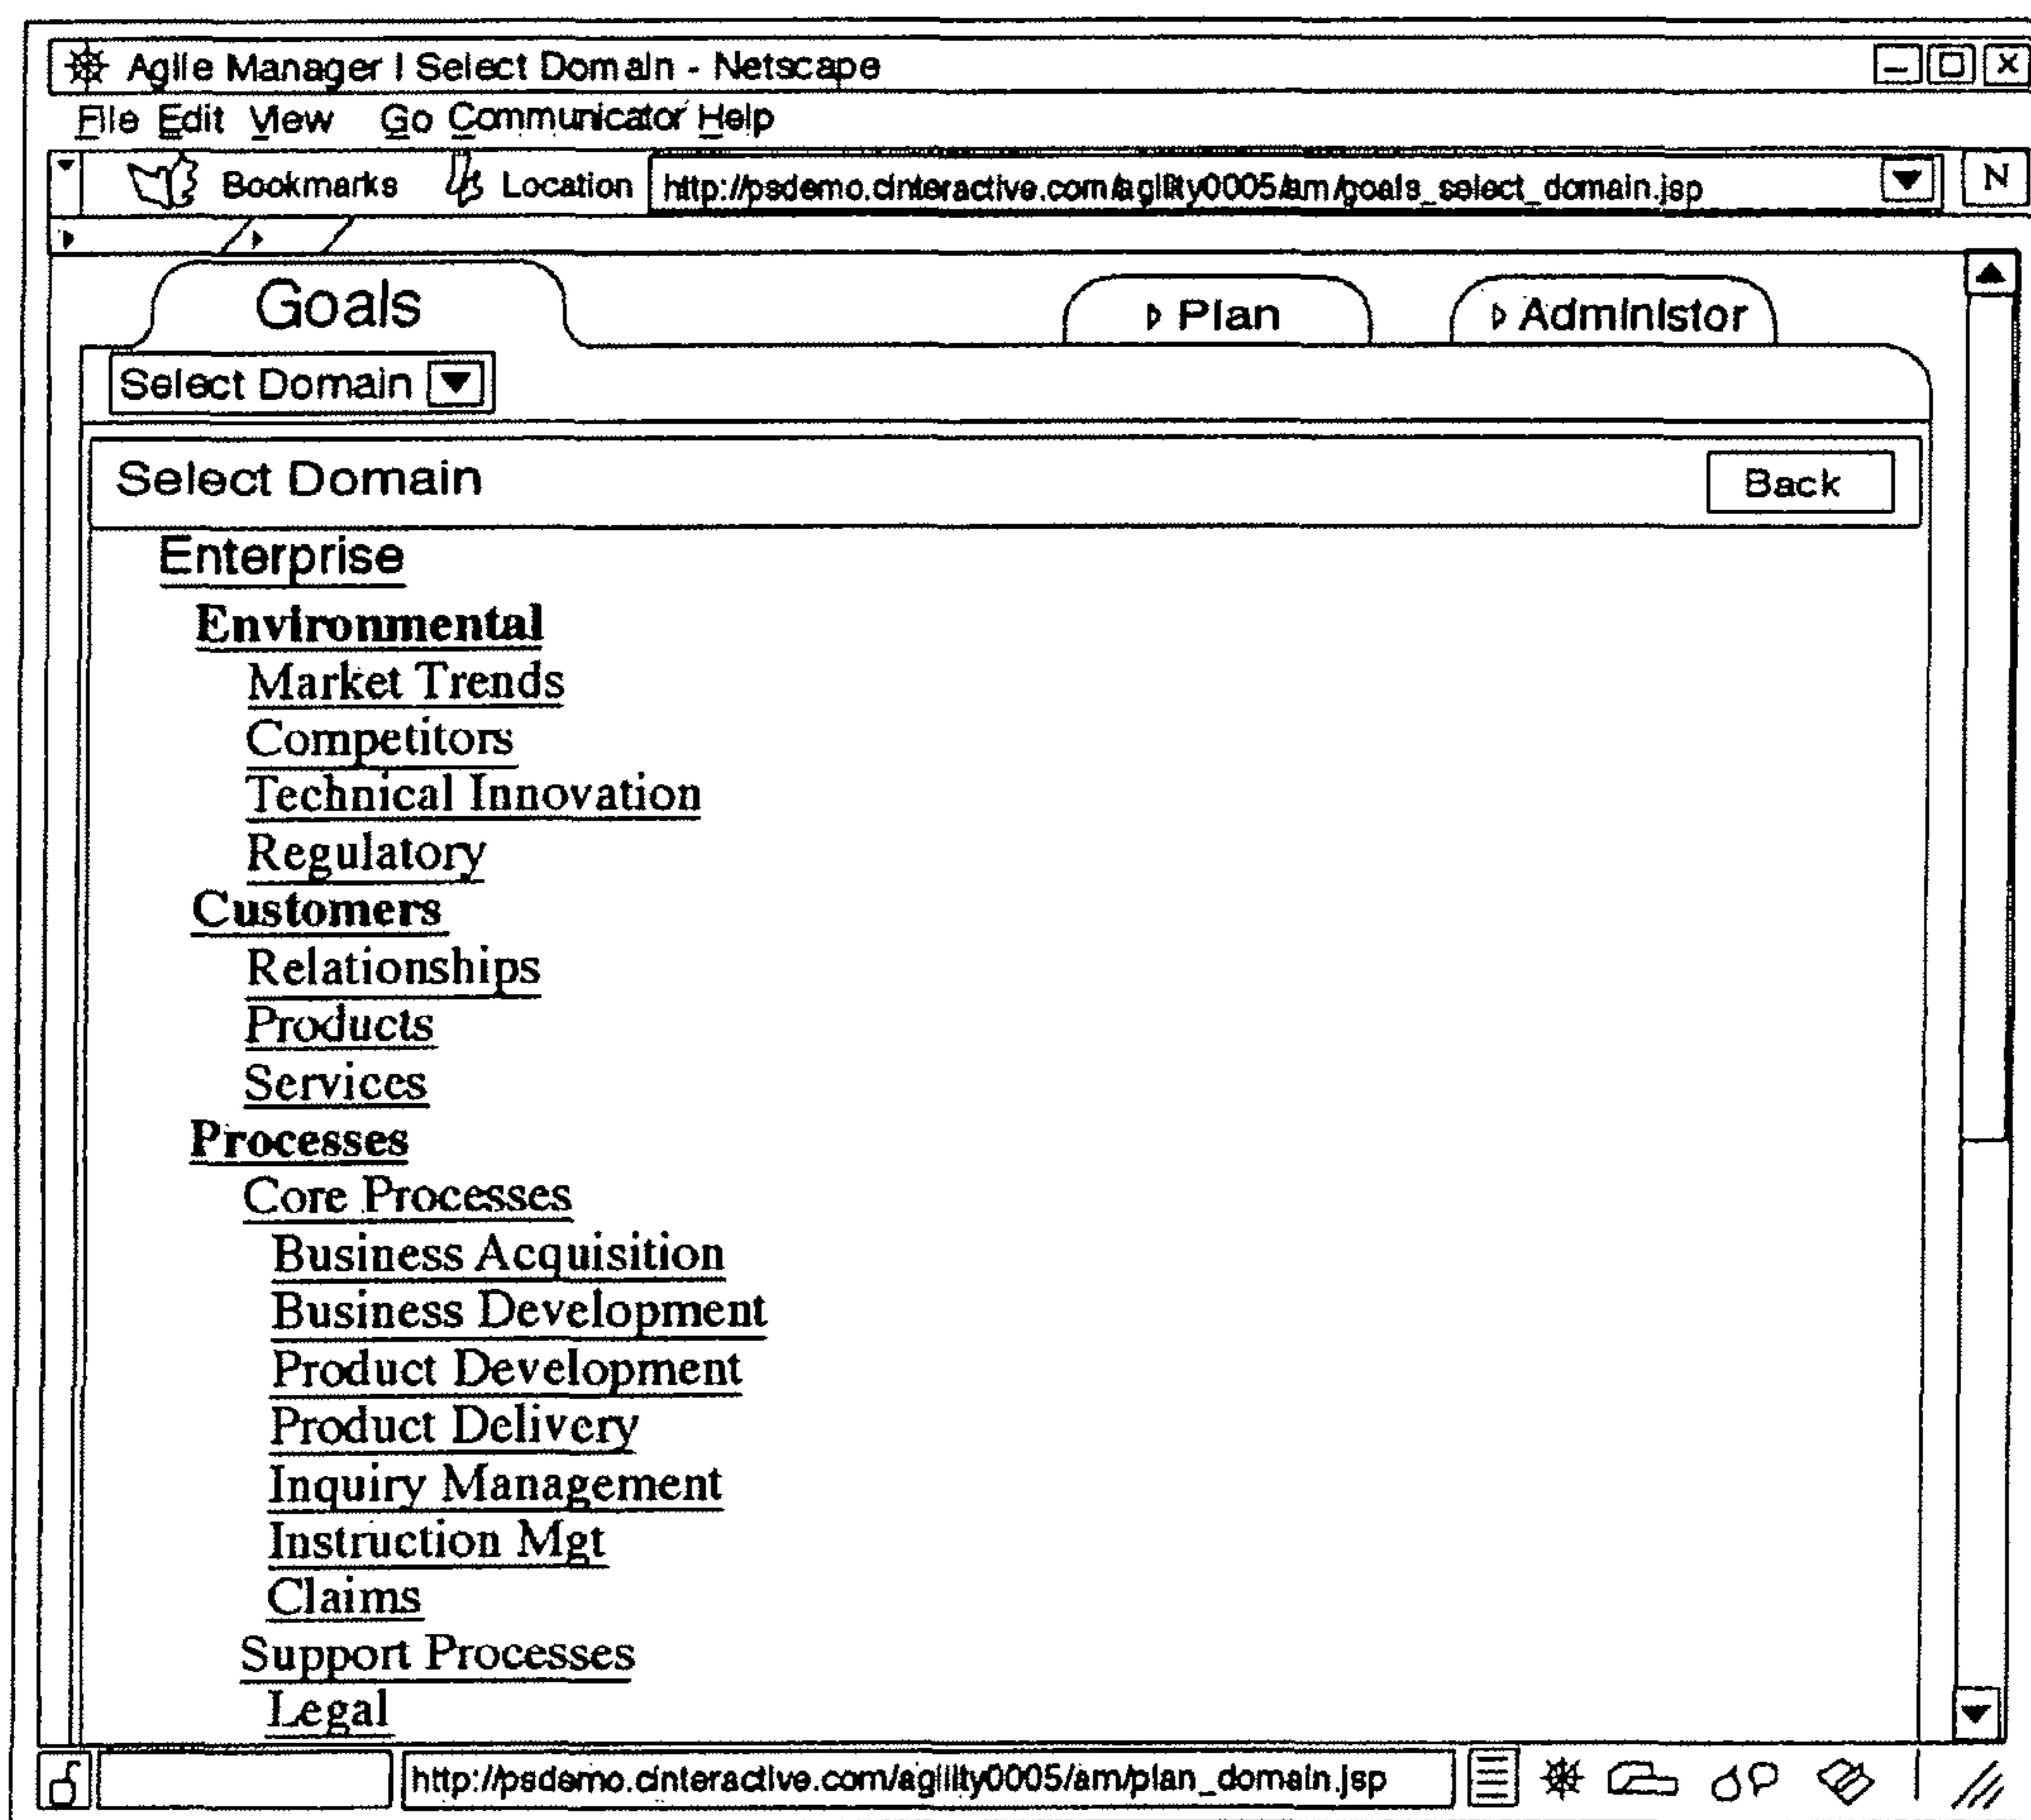 Agile Manager | Select Domain - Netscape
File Edit View Go Communicator Help
Bookmarks Location http://psdemo.cinteractive.com/agility0005/am/goals_select_domain.jsp N
Goals Plan Administor
Select Domain
Select Domain Back
Enterprise
Environmental
Market Trends
Competitors
Technical Innovation
Regulatory
Customers
Relationships
Products
Services
Processes
Core Processes
Business Acquisition
Business Development
Product Development
Product Delivery
Inquiry Management
Instruction Mgt
Claims
Support Processes
Legal
http://psdemo.cinteractive.com/agility0005/am/plan_domain.jsp